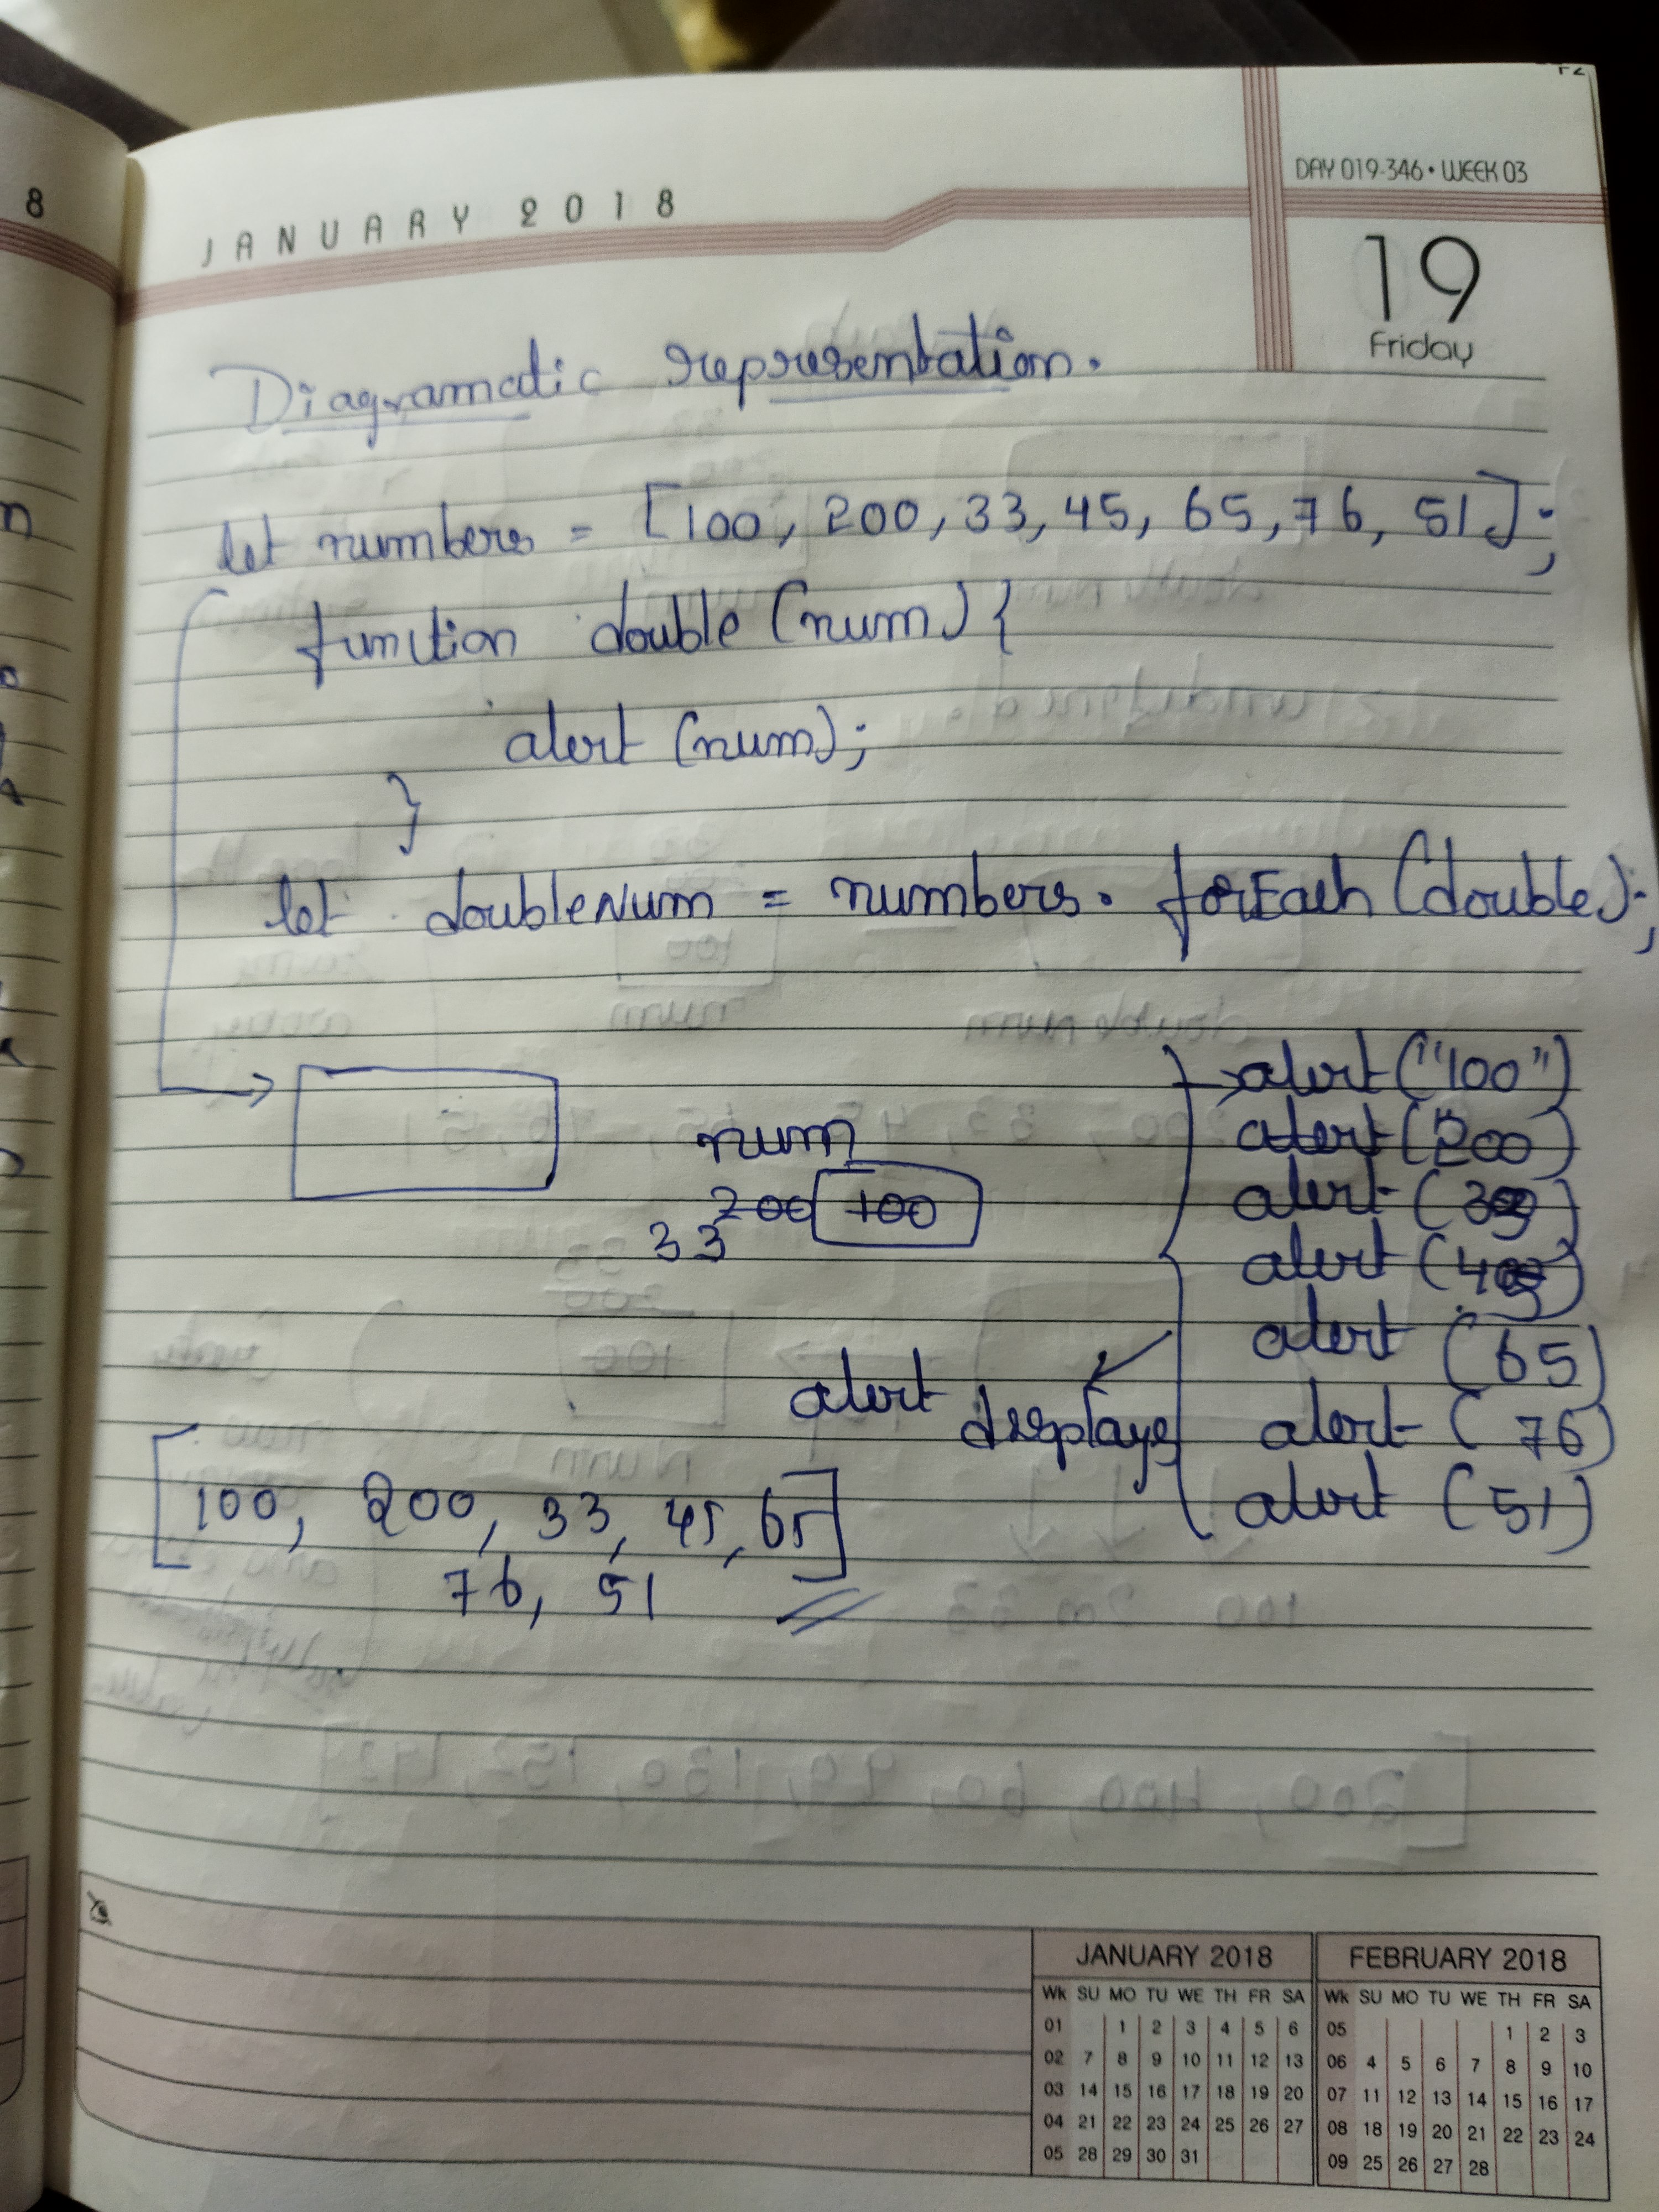 8
JANUARY 2018
DAY 019-346 • WEEK 03
19
Friday
Diagramatic representation.
let numbers = [100, 200, 33, 45, 65, 76, 51];
function double (num) {
alert (num);
}
let doubleNum = numbers. forEach (double);
num
200 100
33
alert ("100")
alert (200)
alert (33)
alert (45)
alert (65)
alert ( 76)
alert (51)
alert displays
[100, 200, 33, 45, 65]
76, 51
JANUARY 2018
Wk SU MO TU WE TH FR SA
01 1 2 3 4 5 6
02 7 8 9 10 11 12 13
03 14 15 16 17 18 19 20
04 21 22 23 24 25 26 27
05 28 29 30 31
FEBRUARY 2018
Wk SU MO TU WE TH FR SA
05 1 2 3
06 4 5 6 7 8 9 10
07 11 12 13 14 15 16 17
08 18 19 20 21 22 23 24
09 25 26 27 28